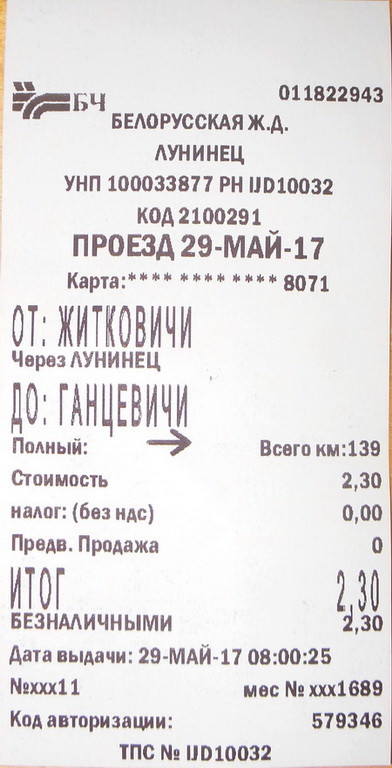 011822943
БЧ
БЕЛОРУССКАЯ Ж.Д.
ЛУНИНЕЦ
УНП 100033877 РН IJD10032
КОД 2100291
ПРОЕЗД 29-МАЙ-17
Карта:**** **** **** 8071
ОТ: ЖИТКОВИЧИ
Через ЛУНИНЕЦ
ДО: ГАНЦЕВИЧИ
Полный: → Всего км:139
Стоимость 2,30
налог: (без ндс) 0,00
Предв. Продажа 0
ИТОГ 2,30
БЕЗНАЛИЧНЫМИ 2,30
Дата выдачи: 29-МАЙ-17 08:00:25
№xxx11 мес № xxx1689
Код авторизации: 579346
ТПС № IJD10032